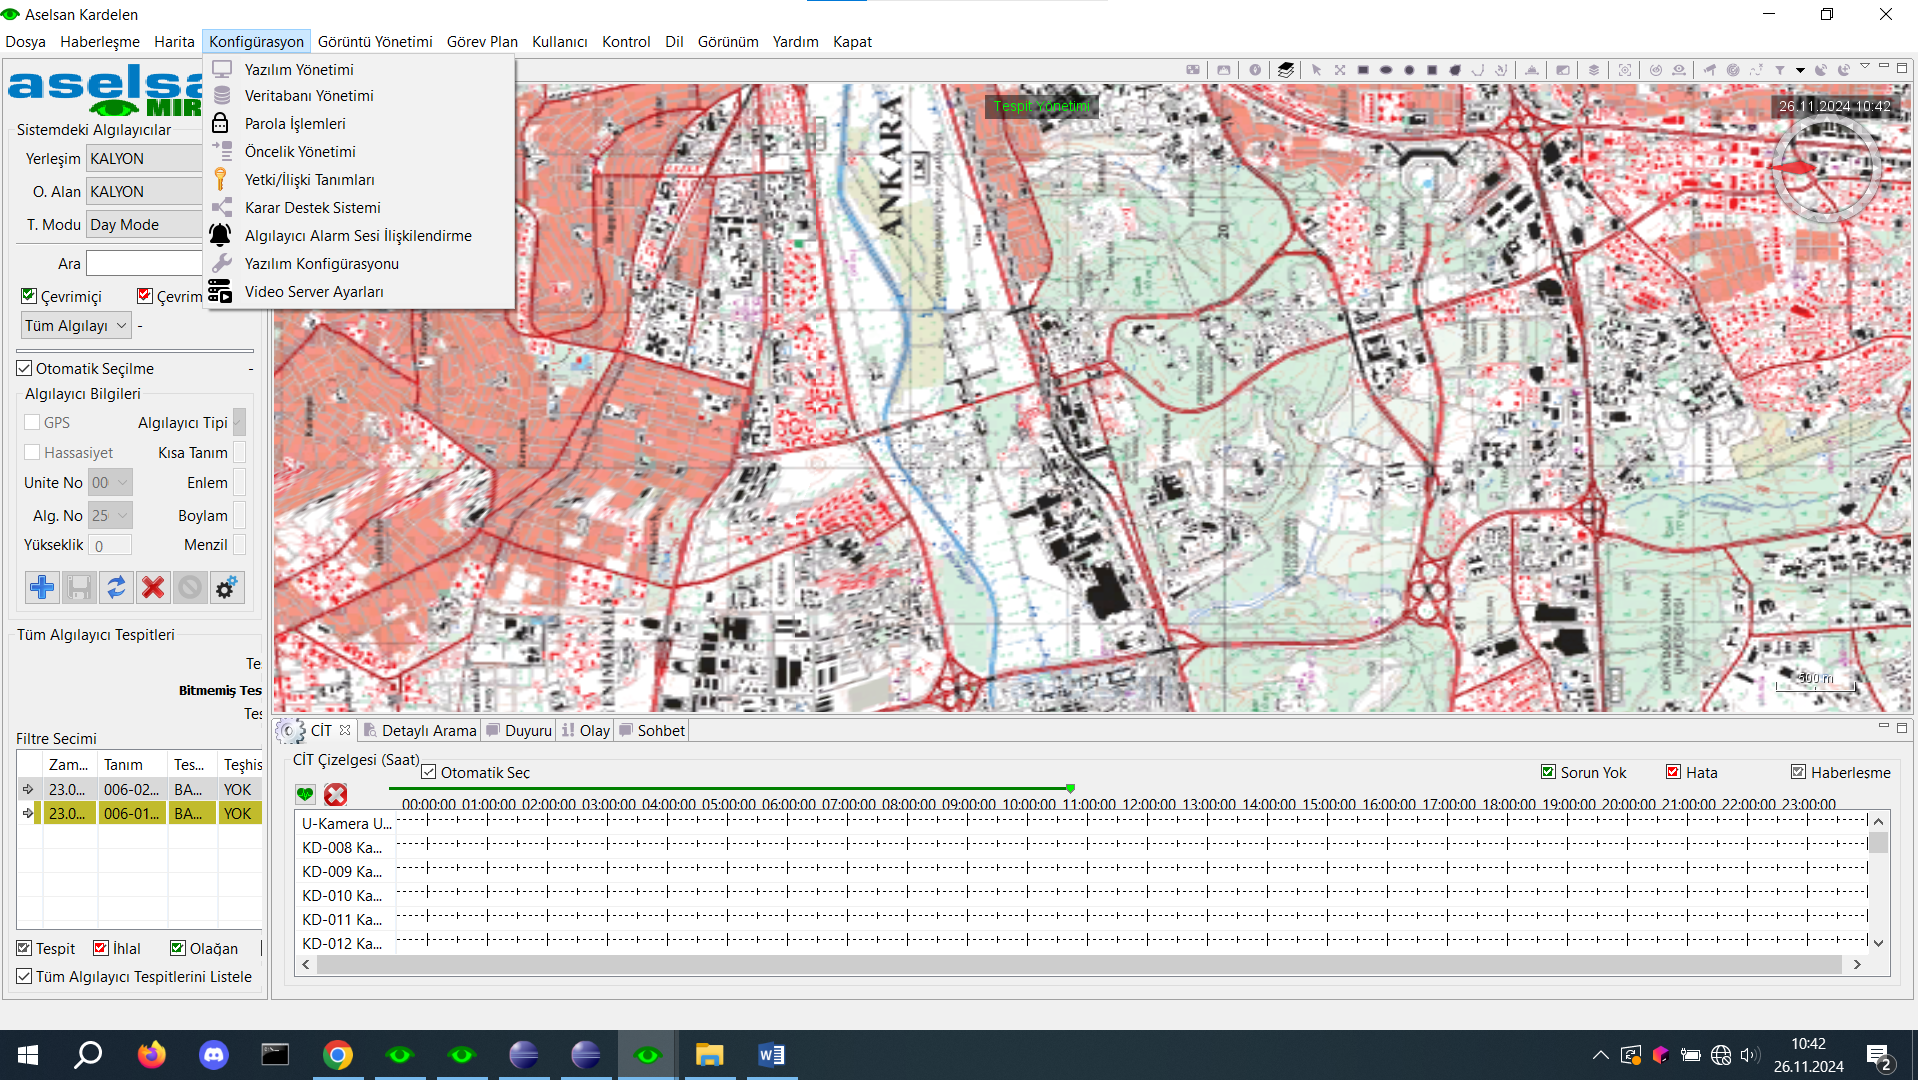 Aselsan Kardelen
Dosya Haberleşme Harita Konfigürasyon Görüntü Yönetimi Görev Plan Kullanıcı Kontrol Dil Görünüm Yardım Kapat
Yazılım Yönetimi
Veritabanı Yönetimi
Parola İşlemleri
Öncelik Yönetimi
Yetki/İlişki Tanımları
Karar Destek Sistemi
Algılayıcı Alarm Sesi İlişkilendirme
Yazılım Konfigürasyonu
Video Server Ayarları
aselsa
MIR
Sistemdeki Algılayıcılar
Yerleşim KALYON
O. Alan KALYON
T. Modu Day Mode
Ara
Çevrimiçi Çevrim
Tüm Algılayı -
Otomatik Seçilme -
Algılayıcı Bilgileri
GPS Algılayıcı Tipi
Hassasiyet Kısa Tanım
Unite No 00 Enlem
Alg. No 25 Boylam
Yükseklik 0 Menzil
Tüm Algılayıcı Tespitleri
Te
Bitmemiş Tes
Tes
Filtre Secimi
Zam... Tanım Tes... Teşhis
23.0... 006-02... BA... YOK
23.0... 006-01... BA... YOK
Tespit İhlal Olağan
Tüm Algılayıcı Tespitlerini Listele
Tespit Yönetimi
26.11.2024 10:42
ANKARA
20
19
500 m
CİT Detaylı Arama Duyuru Olay Sohbet
CİT Çizelgesi (Saat)
Otomatik Sec
Sorun Yok Hata Haberleşme
00:00:00 01:00:00 02:00:00 03:00:00 04:00:00 05:00:00 06:00:00 07:00:00 08:00:00 09:00:00 10:00:00 11:00:00 12:00:00 13:00:00 14:00:00 15:00:00 16:00:00 17:00:00 18:00:00 19:00:00 20:00:00 21:00:00 22:00:00 23:00:00
U-Kamera U...
KD-008 Ka...
KD-009 Ka...
KD-010 Ka...
KD-011 Ka...
KD-012 Ka...
10:42
26.11.2024
2